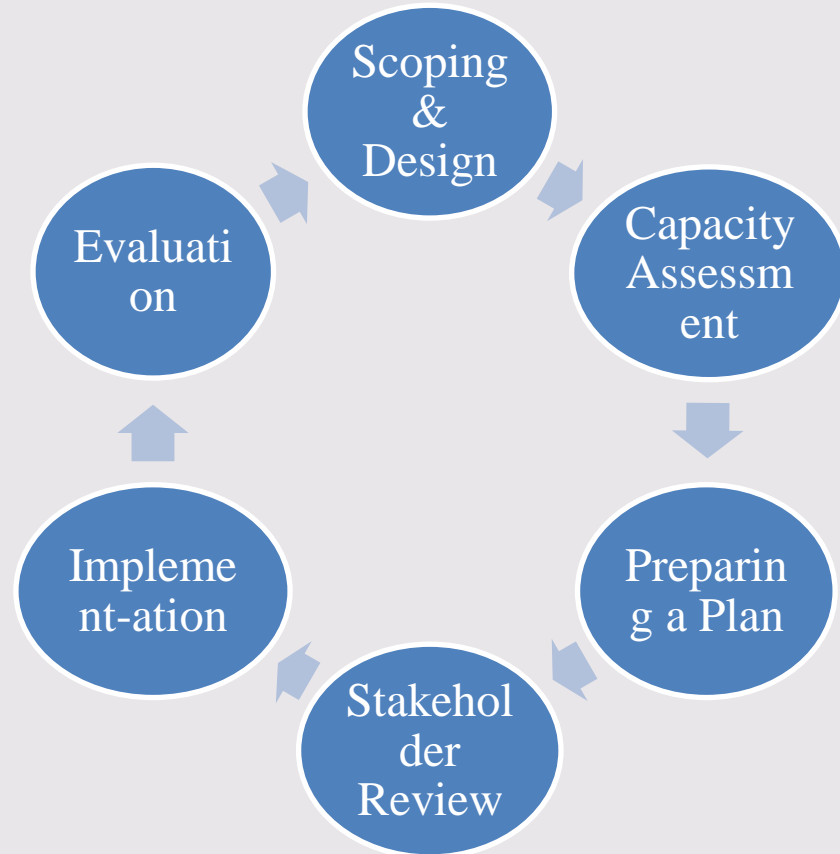 Scoping
&
Design
Capacity
Assessm
ent
Preparin
g a Plan
Stakehol
der
Review
Impleme
nt-ation
Evaluati
on